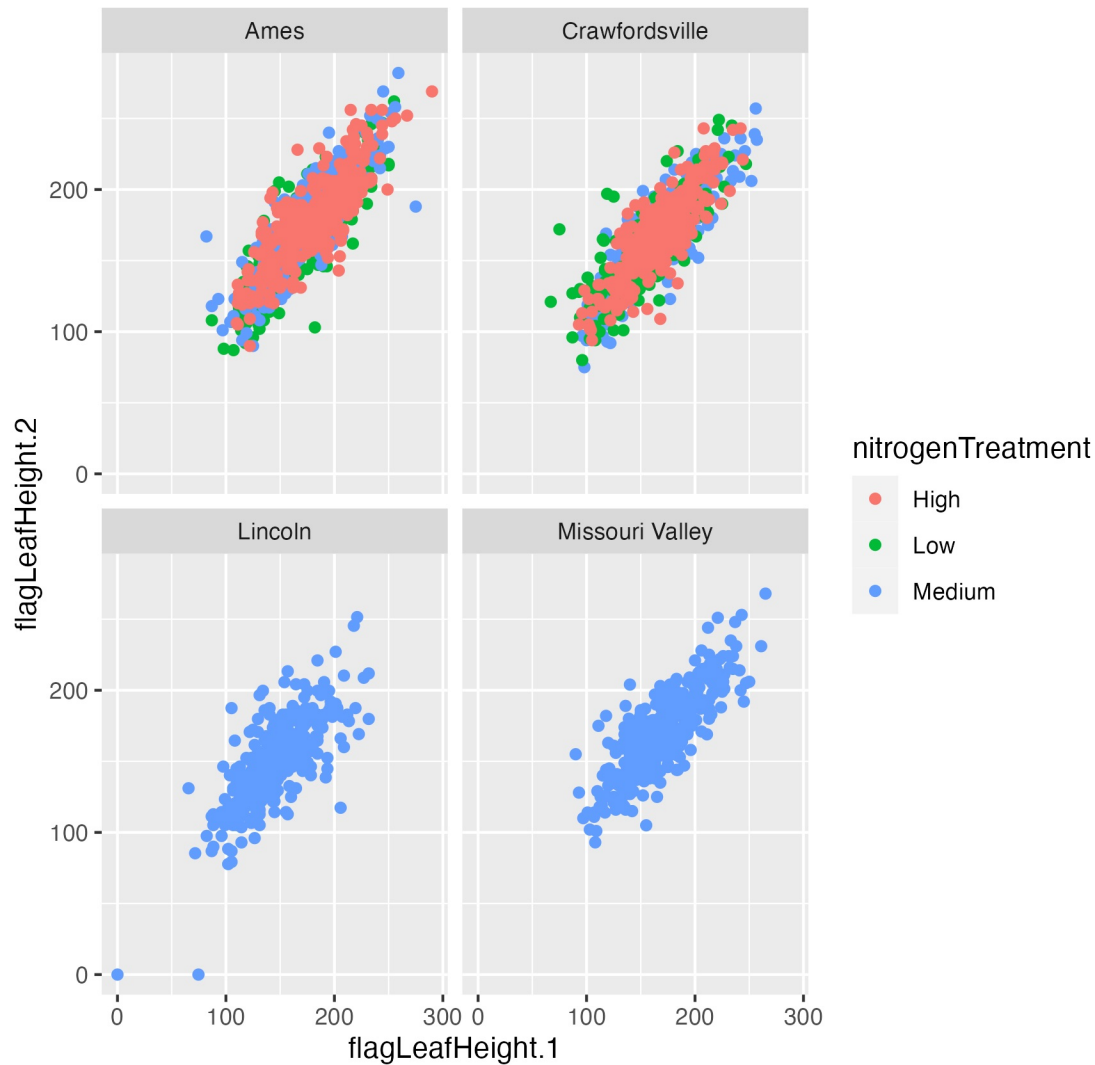 Ames
Crawfordsville
200
100
0
Lincoln
Missouri Valley
200
100
0
0
100
200
300
0
100
200
300
flagLeafHeight.1
flagLeafHeight.2
nitrogenTreatment
High
Low
Medium